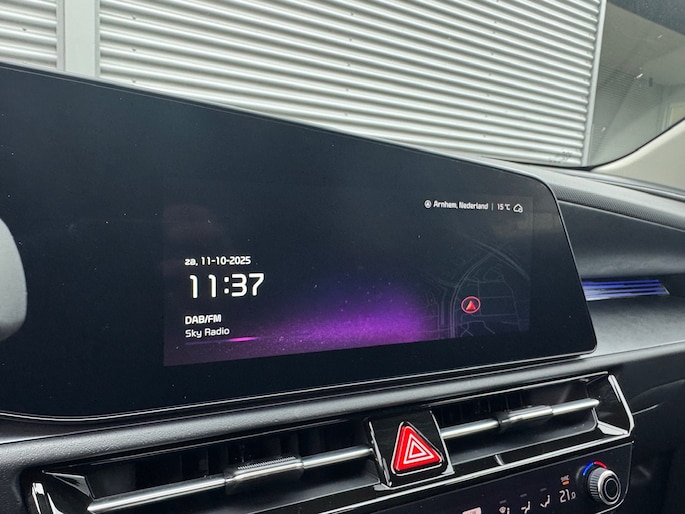 Arnhem, Nederland | 15 °C
za, 11-10-2025
11:37
DAB/FM
Sky Radio